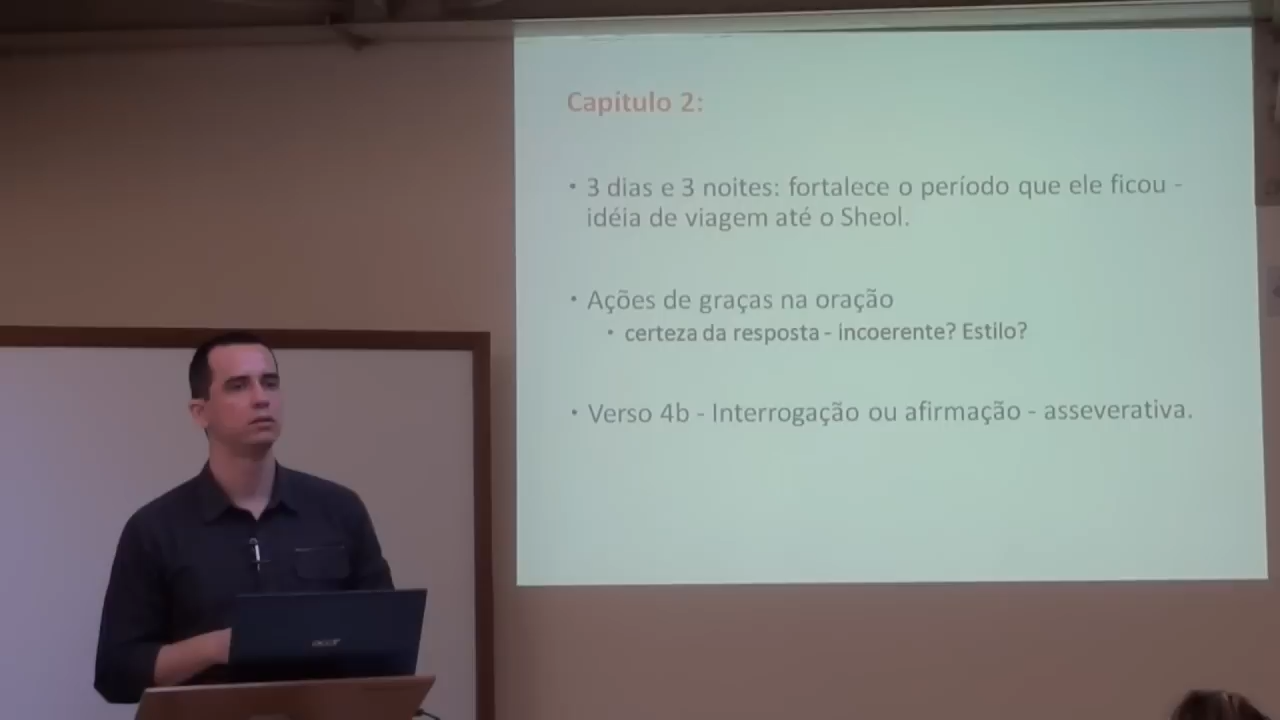 Capitulo 2:
• 3 dias e 3 noites: fortalece o período que ele ficou -
idéia de viagem até o Sheol.
• Ações de graças na oração
• certeza da resposta - incoerente? Estilo?
• Verso 4b - Interrogação ou afirmação - asseverativa.
acer